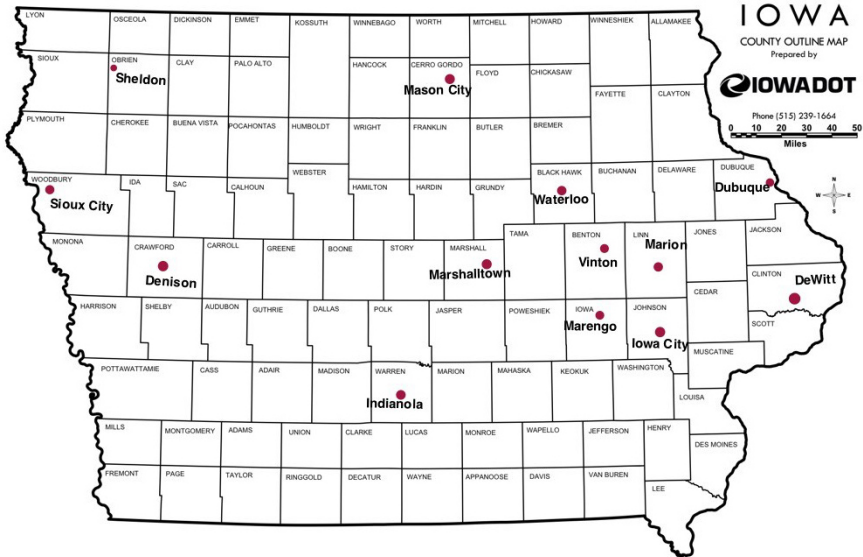 IOWA
COUNTY OUTLINE MAP
Prepared by
IOWADOT
Phone (515) 239-1664
0 10 20 30 40 50
Miles
N
W E
S
LYON
OSCEOLA
DICKINSON
EMMET
KOSSUTH
WINNEBAGO
WORTH
MITCHELL
HOWARD
WINNESHIEK
ALLAMAKEE
SIOUX
OBRIEN
Sheldon
CLAY
PALO ALTO
HANCOCK
CERRO GORDO
Mason City
FLOYD
CHICKASAW
FAYETTE
CLAYTON
PLYMOUTH
CHEROKEE
BUENA VISTA
POCAHONTAS
HUMBOLDT
WRIGHT
FRANKLIN
BUTLER
BREMER
WOODBURY
Sioux City
IDA
SAC
CALHOUN
WEBSTER
HAMILTON
HARDIN
GRUNDY
BLACK HAWK
Waterloo
BUCHANAN
DELAWARE
DUBUQUE
Dubuque
MONONA
CRAWFORD
Denison
CARROLL
GREENE
BOONE
STORY
MARSHALL
Marshalltown
TAMA
BENTON
Vinton
LINN
Marion
JONES
JACKSON
CLINTON
DeWitt
HARRISON
SHELBY
AUDUBON
GUTHRIE
DALLAS
POLK
JASPER
POWESHIEK
IOWA
Marengo
JOHNSON
Iowa City
CEDAR
SCOTT
MUSCATINE
POTTAWATTAMIE
CASS
ADAIR
MADISON
WARREN
Indianola
MARION
MAHASKA
KEOKUK
WASHINGTON
LOUISA
MILLS
MONTGOMERY
ADAMS
UNION
CLARKE
LUCAS
MONROE
WAPELLO
JEFFERSON
HENRY
DES MOINES
FREMONT
PAGE
TAYLOR
RINGGOLD
DECATUR
WAYNE
APPANOOSE
DAVIS
VAN BUREN
LEE